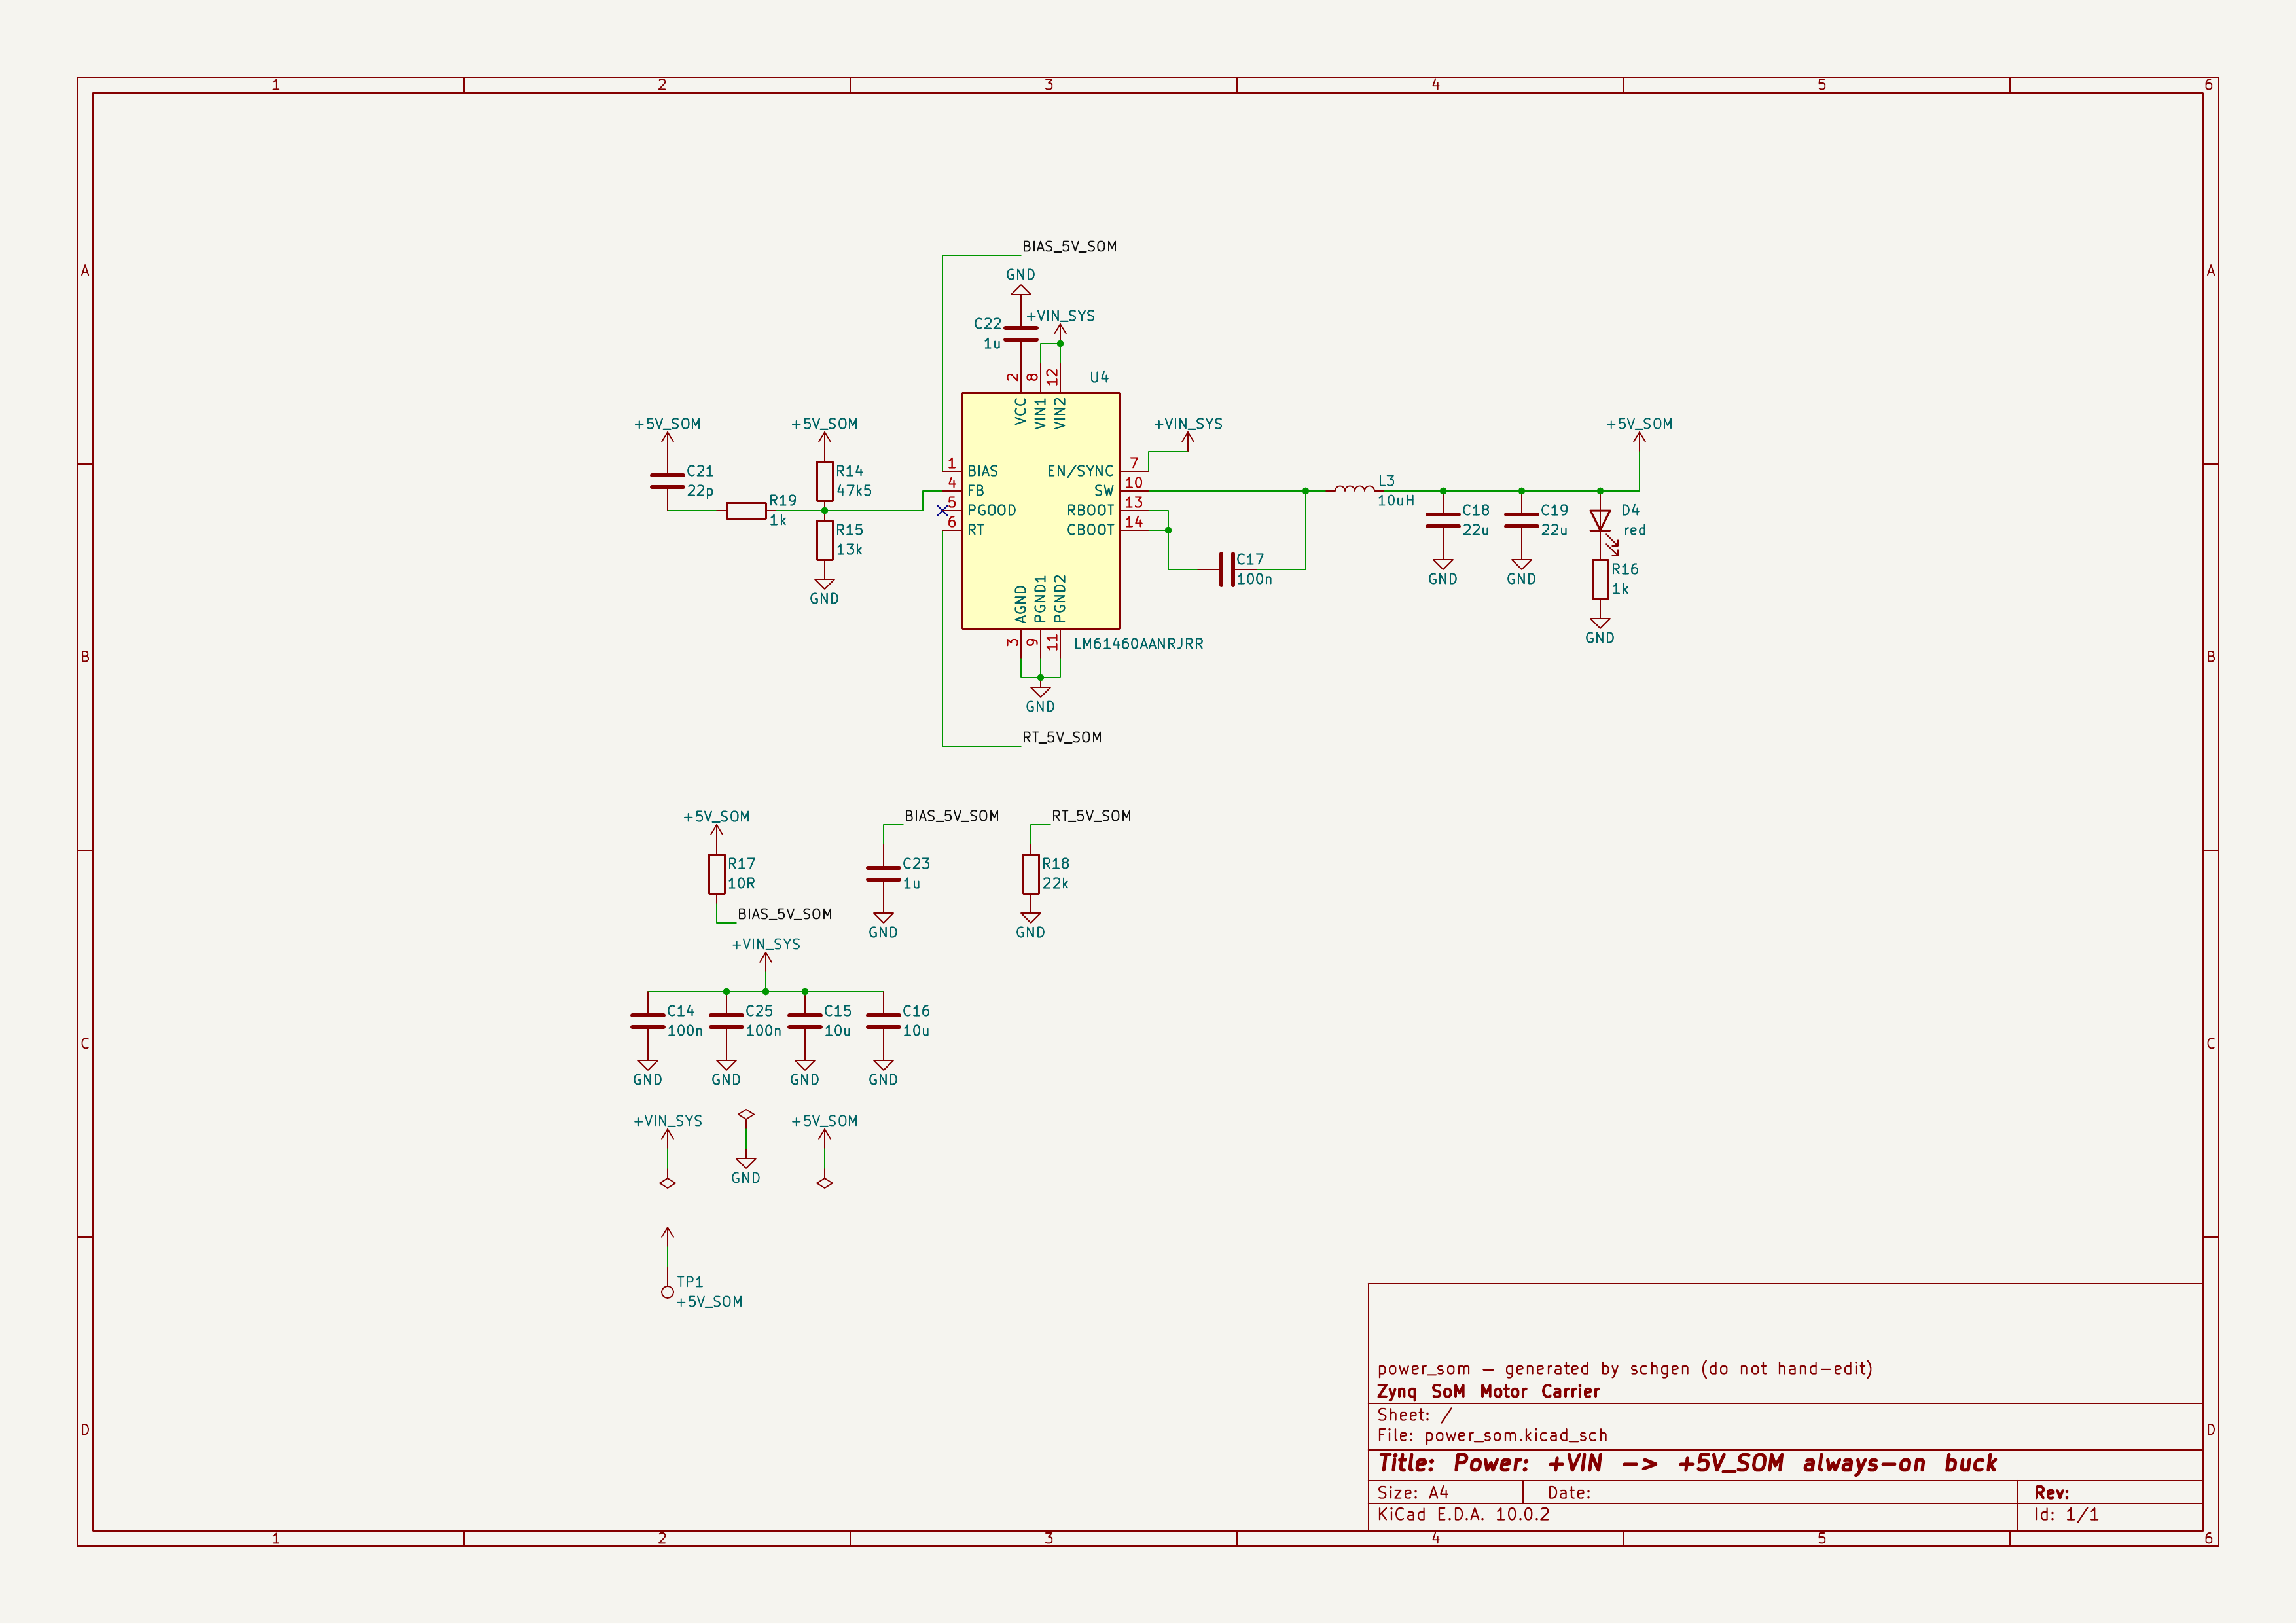 1 2 3 4 5 6
A A
BIAS_5V_SOM
GND
+VIN_SYS
C22
1u
2 8 12
U4
VCC VIN1 VIN2
+5V_SOM +5V_SOM +VIN_SYS +5V_SOM
C21
22p
R14
47k5
R19
1k
R15
13k
GND
1 BIAS
4 FB
5 PGOOD
6 RT
EN/SYNC 7
SW 10
RBOOT 13
CBOOT 14
AGND PGND1 PGND2
3 9 11
LM61460AANRJRR
GND
C17
100n
L3
10uH
C18
22u
GND
C19
22u
GND
D4
red
R16
1k
GND
B B
RT_5V_SOM
+5V_SOM
R17
10R
BIAS_5V_SOM
BIAS_5V_SOM
C23
1u
GND
RT_5V_SOM
R18
22k
GND
+VIN_SYS
C14
100n
GND
C25
100n
GND
C15
10u
GND
C16
10u
GND
C C
+VIN_SYS
GND
+5V_SOM
TP1
+5V_SOM
power_som — generated by schgen (do not hand-edit)
Zynq SoM Motor Carrier
Sheet: /
File: power_som.kicad_sch
D D
Title: Power: +VIN -> +5V_SOM always-on buck
Size: A4 Date: Rev:
KiCad E.D.A. 10.0.2 Id: 1/1
1 2 3 4 5 6